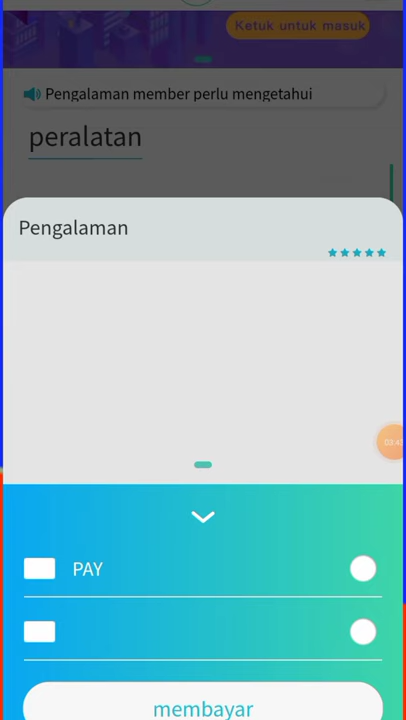 Ketuk untuk masuk
Pengalaman member perlu mengetahui
peralatan
Pengalaman
PAY
membayar